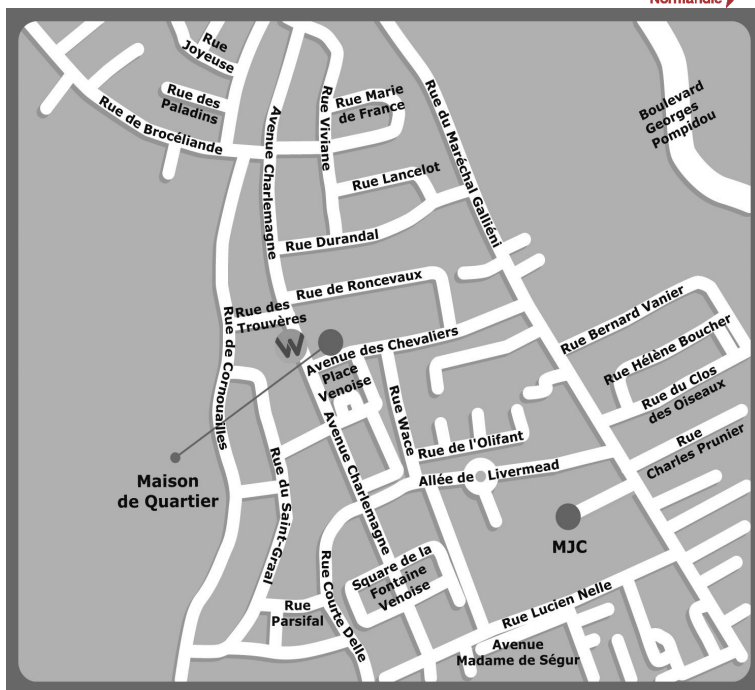 Normandie
Rue
Joyeuse
Rue des
Paladins
Rue de Brocéliande
Avenue Charlemagne
Rue Viviane
Rue Marie
de France
Rue du Maréchal Galliéni
Boulevard
Georges
Pompidou
Rue Lancelot
Rue Durandal
Rue de Roncevaux
Rue des
Trouvères
Rue de Cornouailles
Avenue des Chevaliers
Place
Venoise
Rue Bernard Vanier
Rue Hélène Boucher
Rue du Clos
des Oiseaux
Rue
Charles Prunier
Rue Wace
Rue de l'Olifant
Allée de Livermead
Avenue Charlemagne
Maison
de Quartier
Rue du Saint-Graal
MJC
Square de la
Fontaine
Venoise
Rue Courte Delle
Rue
Parsifal
Rue Lucien Nelle
Avenue
Madame de Ségur